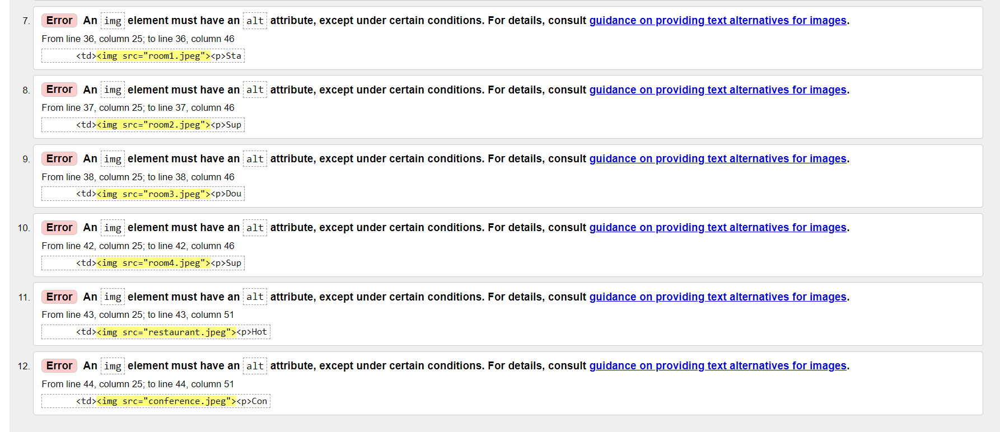 7. Error An img element must have an alt attribute, except under certain conditions. For details, consult guidance on providing text alternatives for images.
From line 36, column 25; to line 36, column 46
<td><img src="room1.jpeg"><p>Sta
8. Error An img element must have an alt attribute, except under certain conditions. For details, consult guidance on providing text alternatives for images.
From line 37, column 25; to line 37, column 46
<td><img src="room2.jpeg"><p>Sup
9. Error An img element must have an alt attribute, except under certain conditions. For details, consult guidance on providing text alternatives for images.
From line 38, column 25; to line 38, column 46
<td><img src="room3.jpeg"><p>Dou
10. Error An img element must have an alt attribute, except under certain conditions. For details, consult guidance on providing text alternatives for images.
From line 42, column 25; to line 42, column 46
<td><img src="room4.jpeg"><p>Sup
11. Error An img element must have an alt attribute, except under certain conditions. For details, consult guidance on providing text alternatives for images.
From line 43, column 25; to line 43, column 51
<td><img src="restaurant.jpeg"><p>Hot
12. Error An img element must have an alt attribute, except under certain conditions. For details, consult guidance on providing text alternatives for images.
From line 44, column 25; to line 44, column 51
<td><img src="conference.jpeg"><p>Con